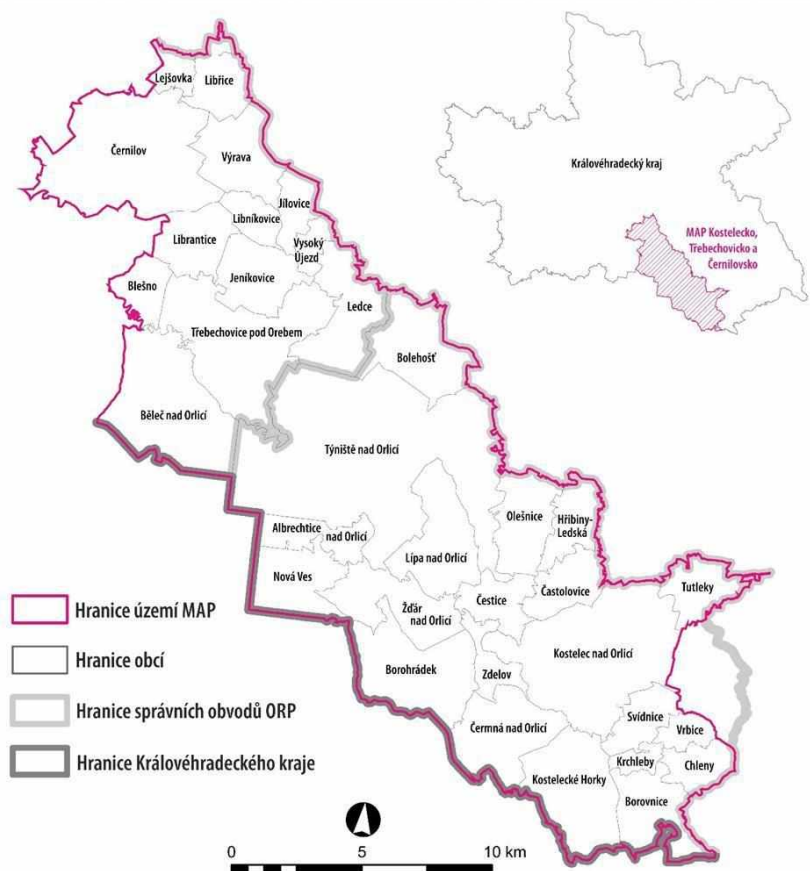 Lejšovka
Libřice
Černilov
Výrava
Jílovice
Libníkovice
Librantice
Vysoký
Újezd
Jeníkovice
Blešno
Ledce
Třebechovice pod Orebem
Bolehošť
Běleč nad Orlicí
Týniště nad Orlicí
Královéhradecký kraj
MAP Kostelecko,
Třebechovicko a
Černilovsko
Olešnice
Hřibiny-
Ledská
Albrechtice
nad Orlicí
Lípa nad Orlicí
Nová Ves
Čestice
Častolovice
Tutleky
Žďár
nad Orlicí
Kostelec nad Orlicí
Borohrádek
Zdelov
Svídnice
Čermná nad Orlicí
Vrbice
Krchleby
Chleny
Kostelecké Horky
Borovnice
Hranice území MAP
Hranice obcí
Hranice správních obvodů ORP
Hranice Královéhradeckého kraje
0 5 10 km